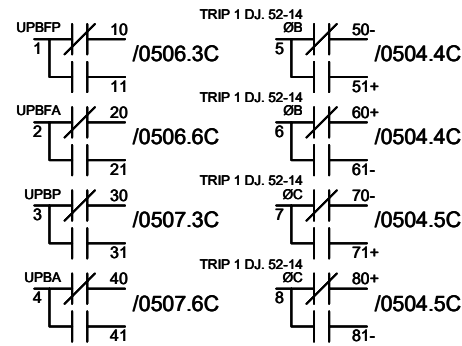 UPBFP 10
1 /0506.3C
11
UPBFA 20
2 /0506.6C
21
UPBP 30
3 /0507.3C
31
UPBA 40
4 /0507.6C
41
TRIP 1 DJ. 52-14
ØB 50-
5 /0504.4C
51+
TRIP 1 DJ. 52-14
ØB 60+
6 /0504.4C
61-
TRIP 1 DJ. 52-14
ØC 70-
7 /0504.5C
71+
TRIP 1 DJ. 52-14
ØC 80+
8 /0504.5C
81-